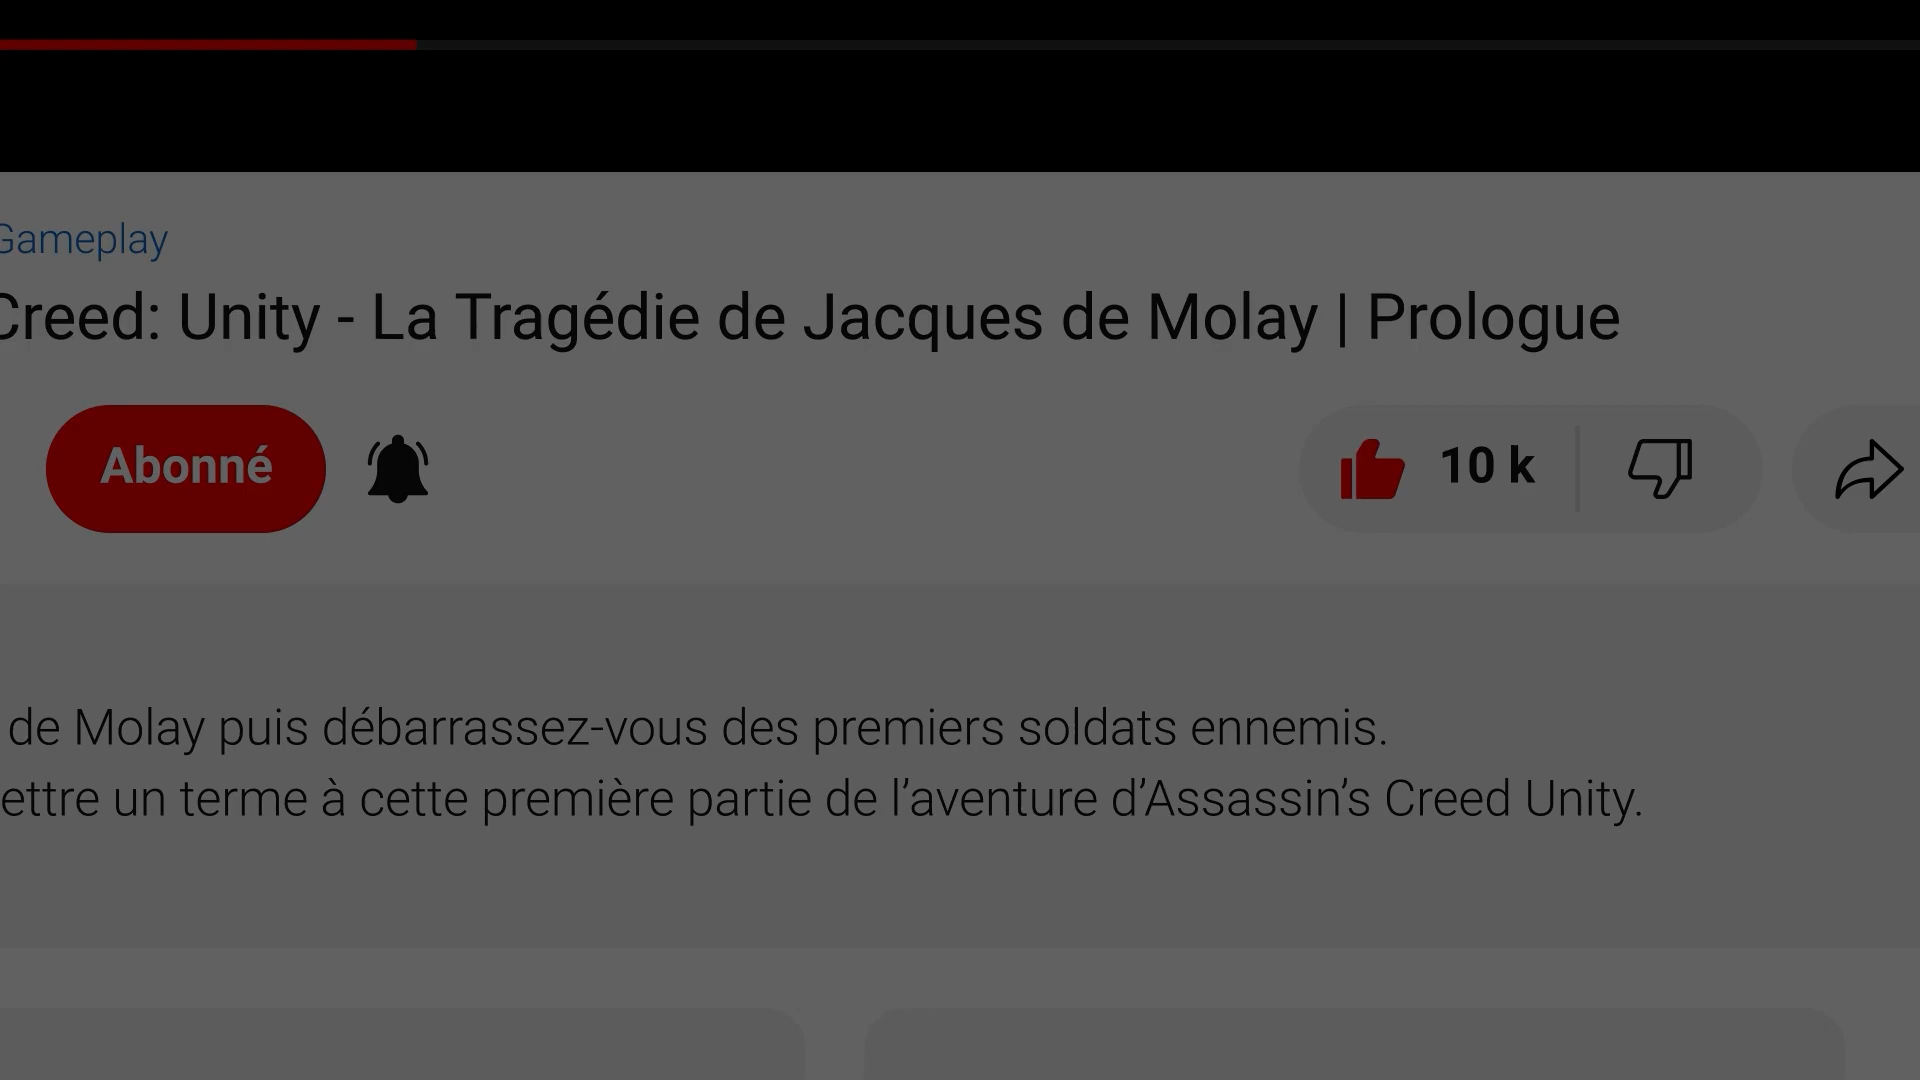 Gameplay
Creed: Unity - La Tragédie de Jacques de Molay | Prologue
Abonné
10 k
de Molay puis débarrassez-vous des premiers soldats ennemis.
ettre un terme à cette première partie de l’aventure d’Assassin’s Creed Unity.